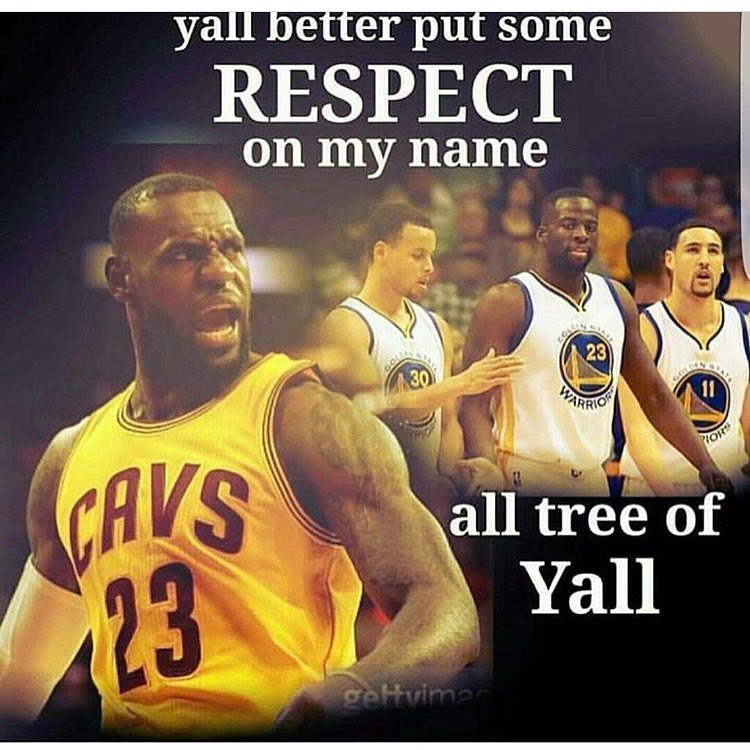 yall better put some
RESPECT
on my name
30
23
WARRIORS
11
CAVS
23
all tree of
Yall